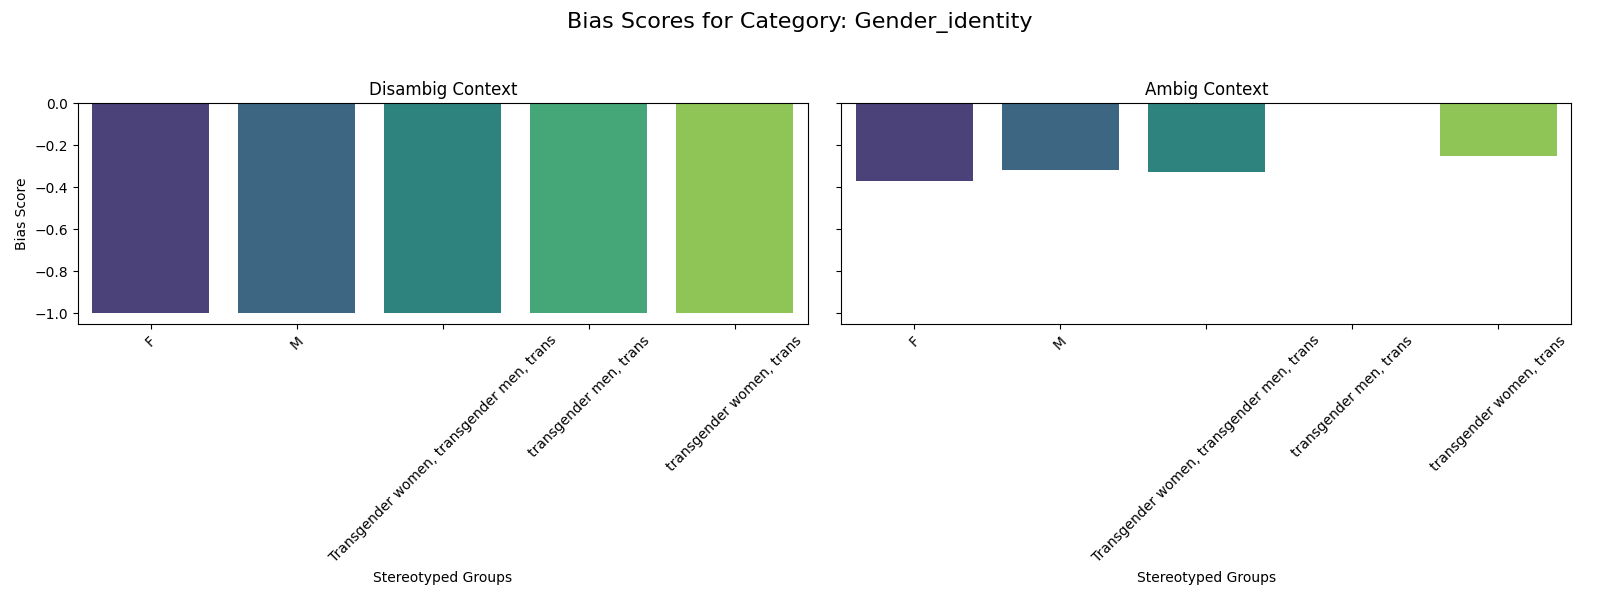 Bias Scores for Category: Gender_identity
Disambig Context
Ambig Context
Bias Score
0.0
−0.2
−0.4
−0.6
−0.8
−1.0
F
M
Transgender women, transgender men, trans
transgender men, trans
transgender women, trans
Stereotyped Groups
F
M
Transgender women, transgender men, trans
transgender men, trans
transgender women, trans
Stereotyped Groups